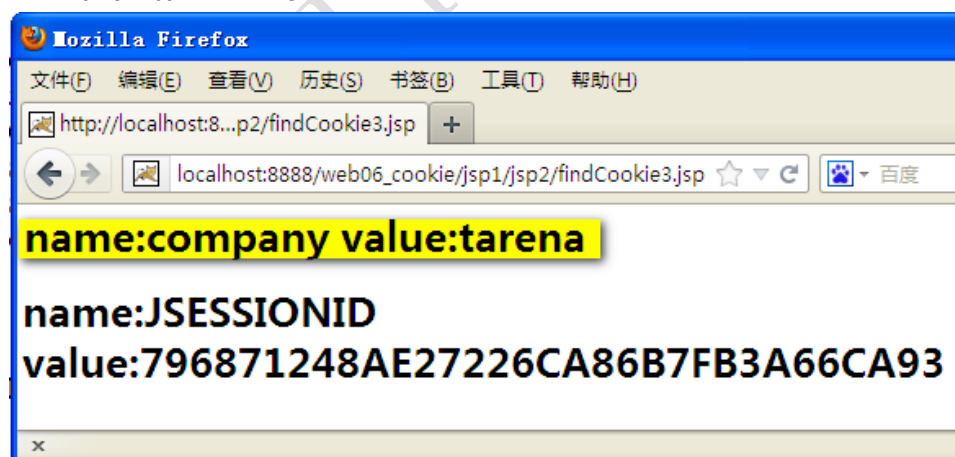 Mozilla Firefox
文件(F) 编辑(E) 查看(V) 历史(S) 书签(B) 工具(T) 帮助(H)
http://localhost:8...p2/findCookie3.jsp +
localhost:8888/web06_cookie/jsp1/jsp2/findCookie3.jsp 百度
name:company value:tarena
name:JSESSIONID
value:796871248AE27226CA86B7FB3A66CA93
x